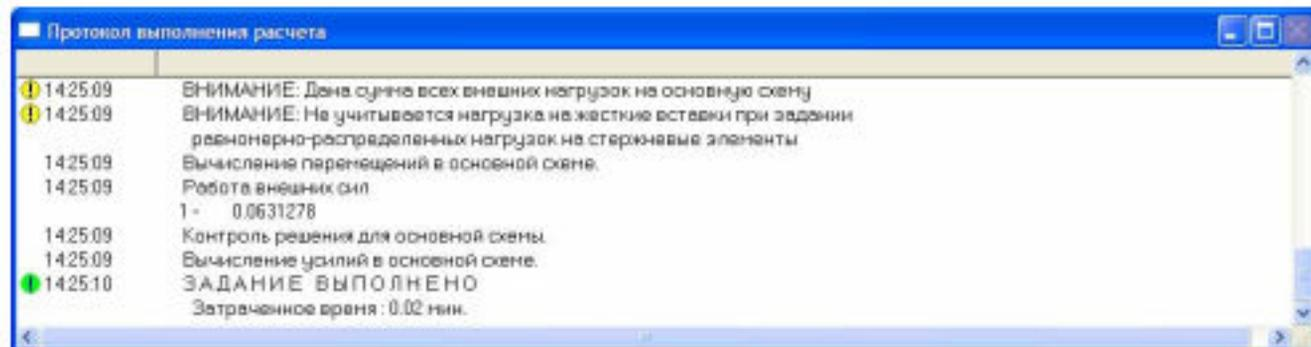 Протокол выполнения расчета
14:25:09 ВНИМАНИЕ: Дана сумма всех внешних нагрузок на основную схему
14:25:09 ВНИМАНИЕ: Не учитывается нагрузка на жесткие вставки при задании
равномерно-распределенных нагрузок на стержневые элементы
14:25:09 Вычисление перемещений в основной схеме.
14:25:09 Работа внешних сил
1 - 0.0631278
14:25:09 Контроль решения для основной схемы.
14:25:09 Вычисление усилий в основной схеме.
14:25:10 З А Д А Н И Е В Ы П О Л Н Е Н О
Затраченное время : 0.02 мин.